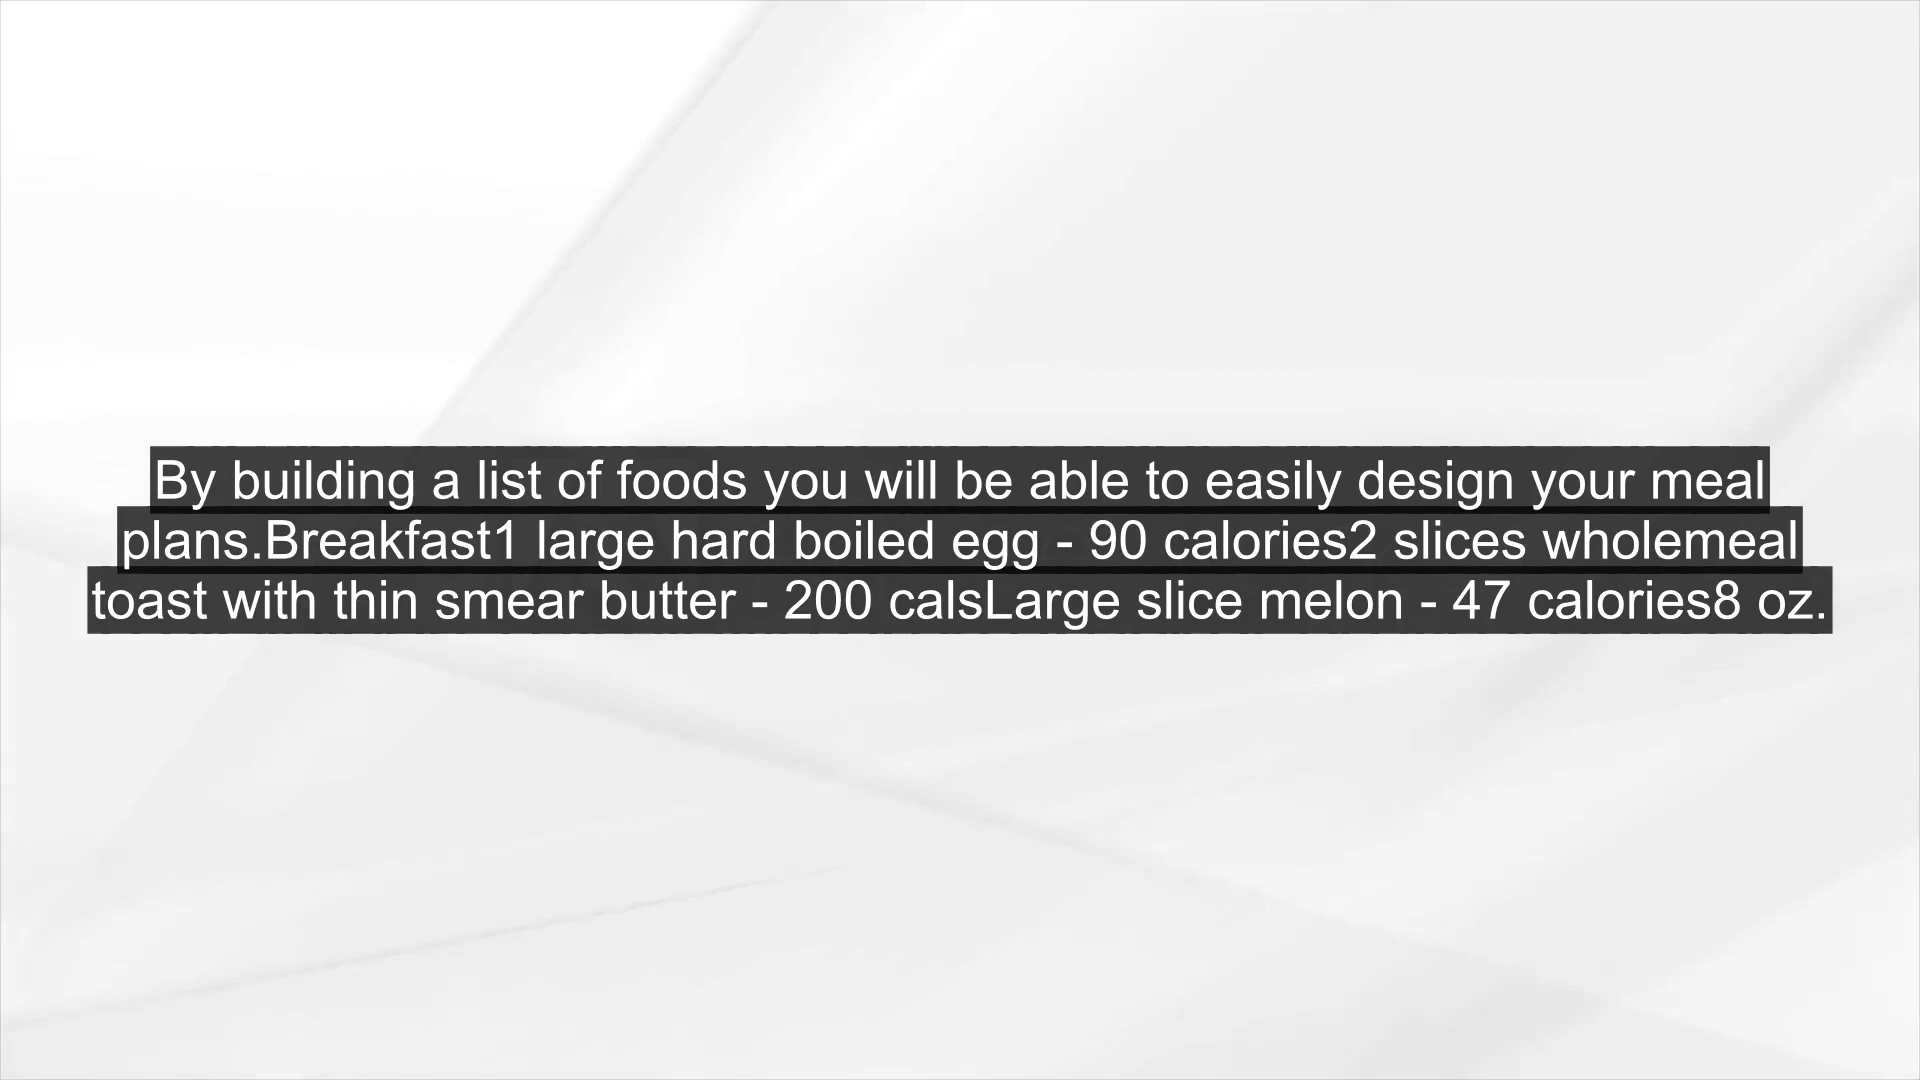 By building a list of foods you will be able to easily design your meal
plans.Breakfast1 large hard boiled egg - 90 calories2 slices wholemeal
toast with thin smear butter - 200 calsLarge slice melon - 47 calories8 oz.